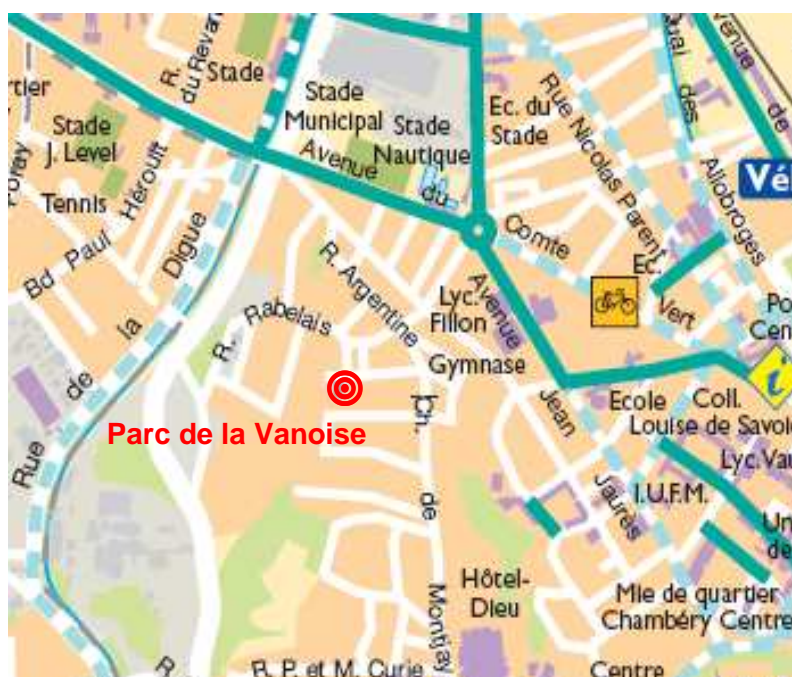 R. du Revard
Stade
Stade
Municipal
Stade
Nautique
Ec. du
Stade
Rue Nicolas Parent
Quai des
Allobroges
Avenue de
Vé
rtier
Stade
J. Level
Tennis
Bd Paul Héroult
Avenue du Comte Vert
Ec.
R. Rabelais
R. Argentine
Lyc.
Fillon
Avenue
Gymnase
Jean Jaurès
Po
Cen
i
Ecole
Coll.
Louise de Savoi
Lyc. Vau
I.U.F.M.
Un
de
Parc de la Vanoise
Rue de la Digue
Ch. de Montjay
Hôtel-
Dieu
Mie de quartier
Chambéry Centre
Centre
R. P. et M. Curie